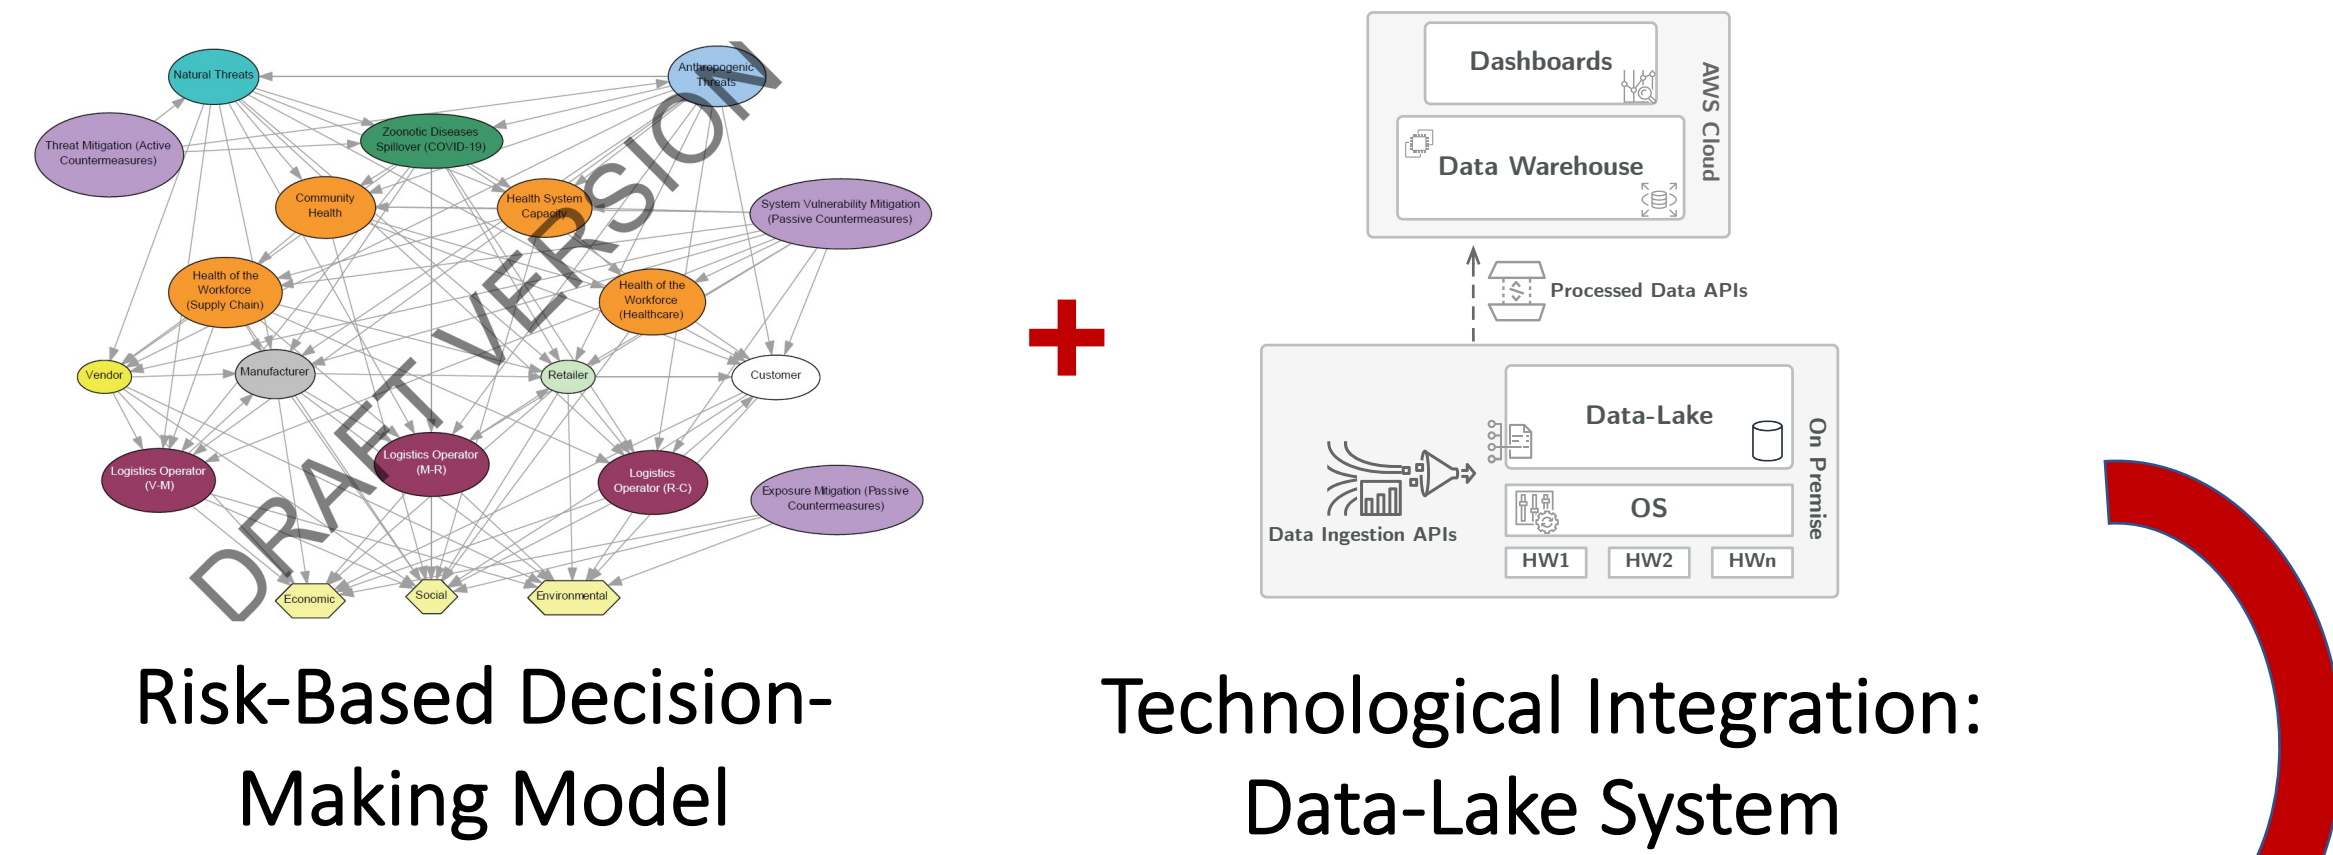 Natural Threats
Anthropogenic
Threats
Zoonotic Diseases
Spillover (COVID-19)
Threat Mitigation (Active
Countermeasures)
Community
Health
Health System
Capacity
System Vulnerability Mitigation
(Passive Countermeasures)
Health of the
Workforce
(Supply Chain)
Health of the
Workforce
(Healthcare)
Vendor
Manufacturer
Retailer
Customer
Logistics Operator
(V-M)
Logistics Operator
(M-R)
Logistics
Operator (R-C)
Exposure Mitigation (Passive
Countermeasures)
Economic
Social
Environmental
DRAFT VERSION
Risk-Based Decision-
Making Model
+
Dashboards
Data Warehouse
AWS Cloud
Processed Data APIs
Data-Lake
On Premise
OS
Data Ingestion APIs
HW1
HW2
HWn
Technological Integration:
Data-Lake System